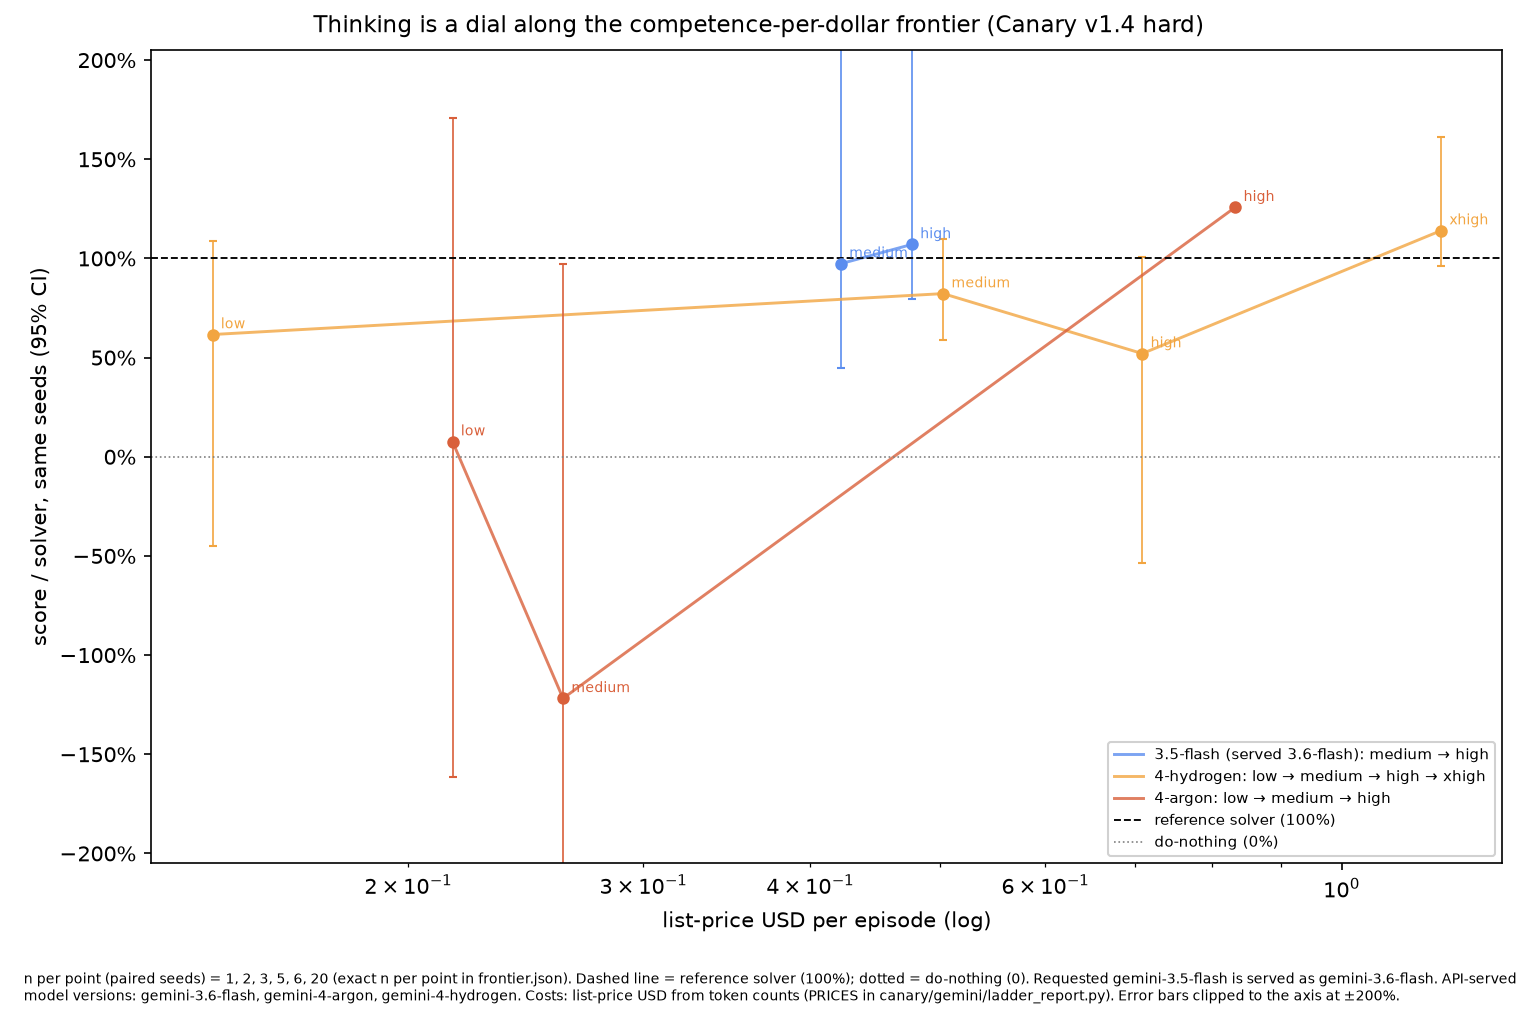 Thinking is a dial along the competence-per-dollar frontier (Canary v1.4 hard)
score / solver, same seeds (95% CI)
200%
150%
100%
50%
0%
−50%
−100%
−150%
−200%
low
medium
high
xhigh
medium
high
low
medium
high
3.5-flash (served 3.6-flash): medium → high
4-hydrogen: low → medium → high → xhigh
4-argon: low → medium → high
reference solver (100%)
do-nothing (0%)
2 × 10⁻¹
3 × 10⁻¹
4 × 10⁻¹
6 × 10⁻¹
10⁰
list-price USD per episode (log)
n per point (paired seeds) = 1, 2, 3, 5, 6, 20 (exact n per point in frontier.json). Dashed line = reference solver (100%); dotted = do-nothing (0). Requested gemini-3.5-flash is served as gemini-3.6-flash. API-served
model versions: gemini-3.6-flash, gemini-4-argon, gemini-4-hydrogen. Costs: list-price USD from token counts (PRICES in canary/gemini/ladder_report.py). Error bars clipped to the axis at ±200%.